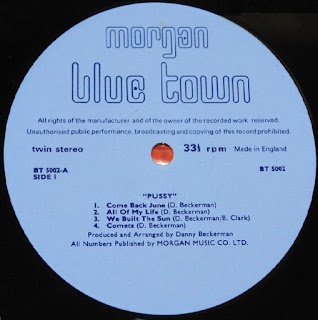 morgan
blue town
All rights of the manufacturer and of the owner of the recorded work reserved.
Unauthorised public performance, broadcasting and copying of this record prohibited.
twin stereo 33⅓ rpm Made in England
BT 5002-A BT 5002
SIDE 1
"PUSSY"
1. Come Back June (D. Beckerman)
2. All Of My Life (D. Beckerman)
3. We Built The Sun (D. Beckerman/B. Clark)
4. Comets (D. Beckerman)
Produced and Arranged by Danny Beckerman
All Numbers Published by MORGAN MUSIC CO. LTD.